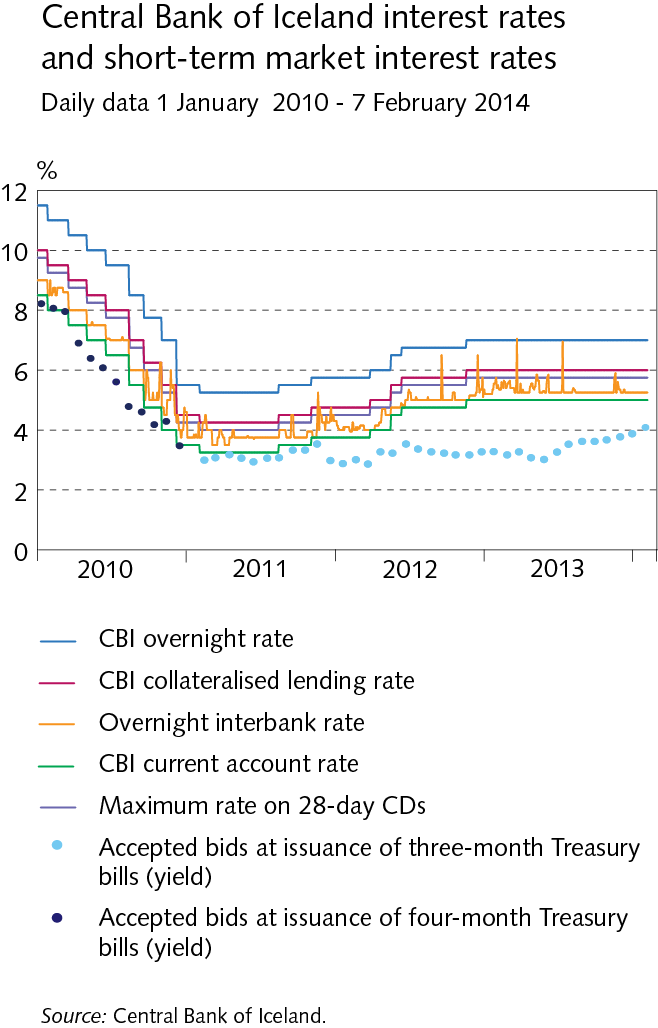 Central Bank of Iceland interest rates
and short-term market interest rates
Daily data 1 January 2010 - 7 February 2014
%
12
10
8
6
4
2
0
2010 2011 2012 2013
CBI overnight rate
CBI collateralised lending rate
Overnight interbank rate
CBI current account rate
Maximum rate on 28-day CDs
Accepted bids at issuance of three-month Treasury
bills (yield)
Accepted bids at issuance of four-month Treasury
bills (yield)
Source: Central Bank of Iceland.